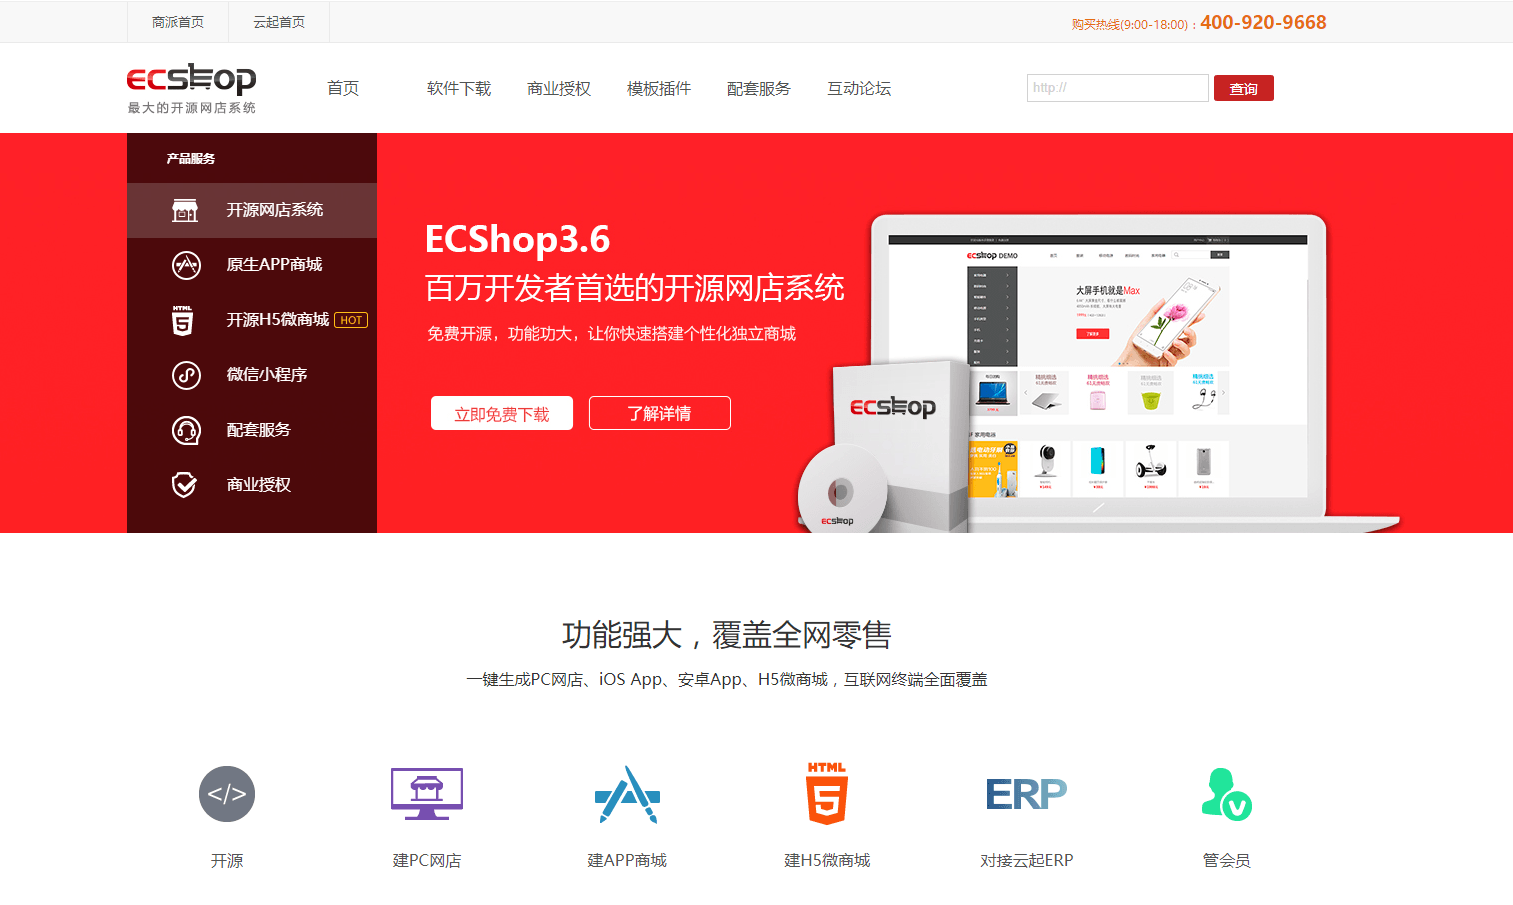 商派首页
云起首页
购买热线(9:00-18:00)：400-920-9668
ecshop
最大的开源网店系统
首页
软件下载
商业授权
模板插件
配套服务
互动论坛
http://
查询
产品服务
开源网店系统
原生APP商城
HTML
5
开源H5微商城 HOT
微信小程序
配套服务
商业授权
ECShop3.6
百万开发者首选的开源网店系统
免费开源，功能功大，让你快速搭建个性化独立商城
立即免费下载
了解详情
ecshop DEMO
大屏手机就是Max
ecshop
ecshop
功能强大，覆盖全网零售
一键生成PC网店、iOS App、安卓App、H5微商城，互联网终端全面覆盖
</>
HTML
5
ERP
开源
建PC网店
建APP商城
建H5微商城
对接云起ERP
管会员